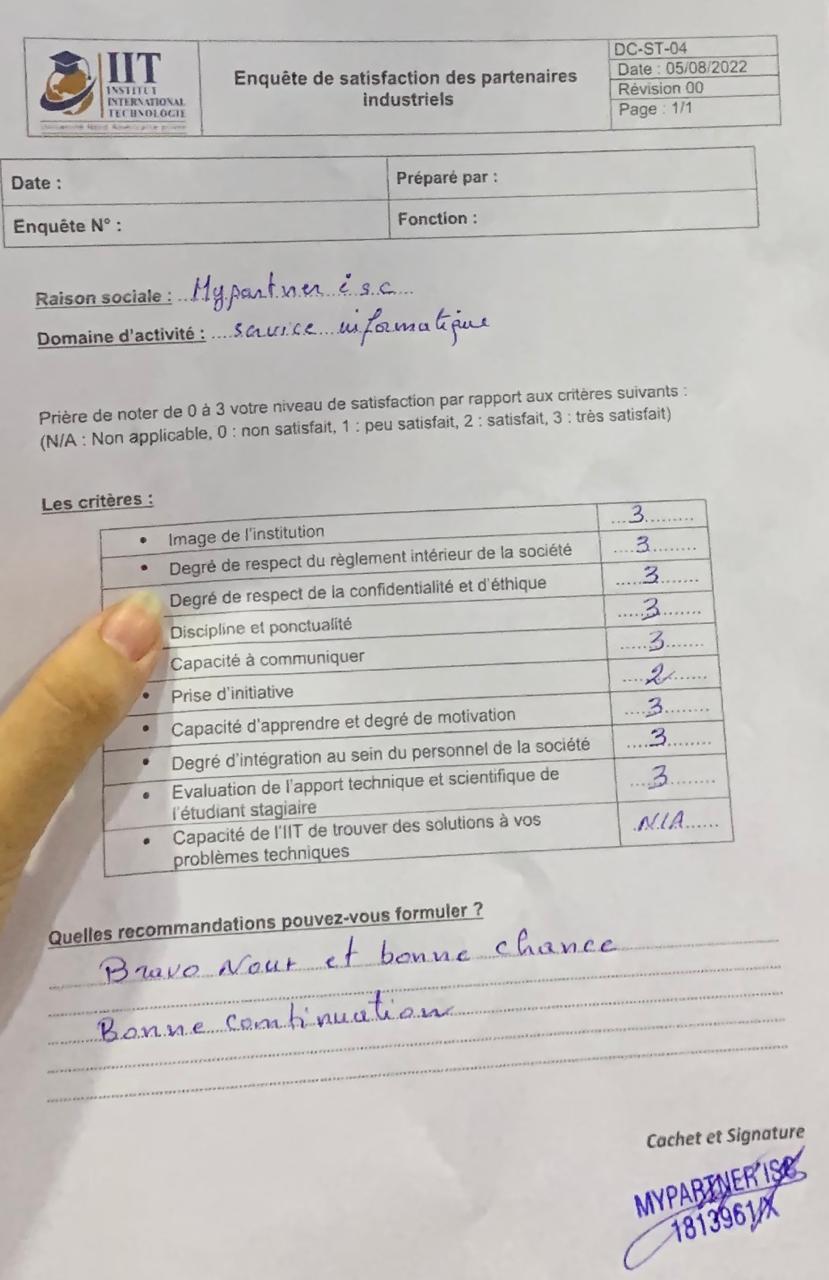 IIT
INSTITUT
INTERNATIONAL
TECHNOLOGIE
Enquête de satisfaction des partenaires
industriels
DC-ST-04
Date : 05/08/2022
Révision 00
Page : 1/1
Date :
Préparé par :
Enquête N° :
Fonction :
Raison sociale : Mypartner i s.c
Domaine d'activité : service informatique
Prière de noter de 0 à 3 votre niveau de satisfaction par rapport aux critères suivants :
(N/A : Non applicable, 0 : non satisfait, 1 : peu satisfait, 2 : satisfait, 3 : très satisfait)
Les critères :
• Image de l'institution ...3.........
• Degré de respect du règlement intérieur de la société ....3........
Degré de respect de la confidentialité et d'éthique .....3.......
Discipline et ponctualité .....3.......
Capacité à communiquer .....3.......
• Prise d'initiative ....2......
• Capacité d'apprendre et degré de motivation ....3........
• Degré d'intégration au sein du personnel de la société ....3........
• Evaluation de l'apport technique et scientifique de
l'étudiant stagiaire ...3........
• Capacité de l'IIT de trouver des solutions à vos
problèmes techniques .N/A......
Quelles recommandations pouvez-vous formuler ?
Bravo Nour et bonne chance
Bonne continuation
Cachet et Signature
MYPARTNER ISC
1813961/X